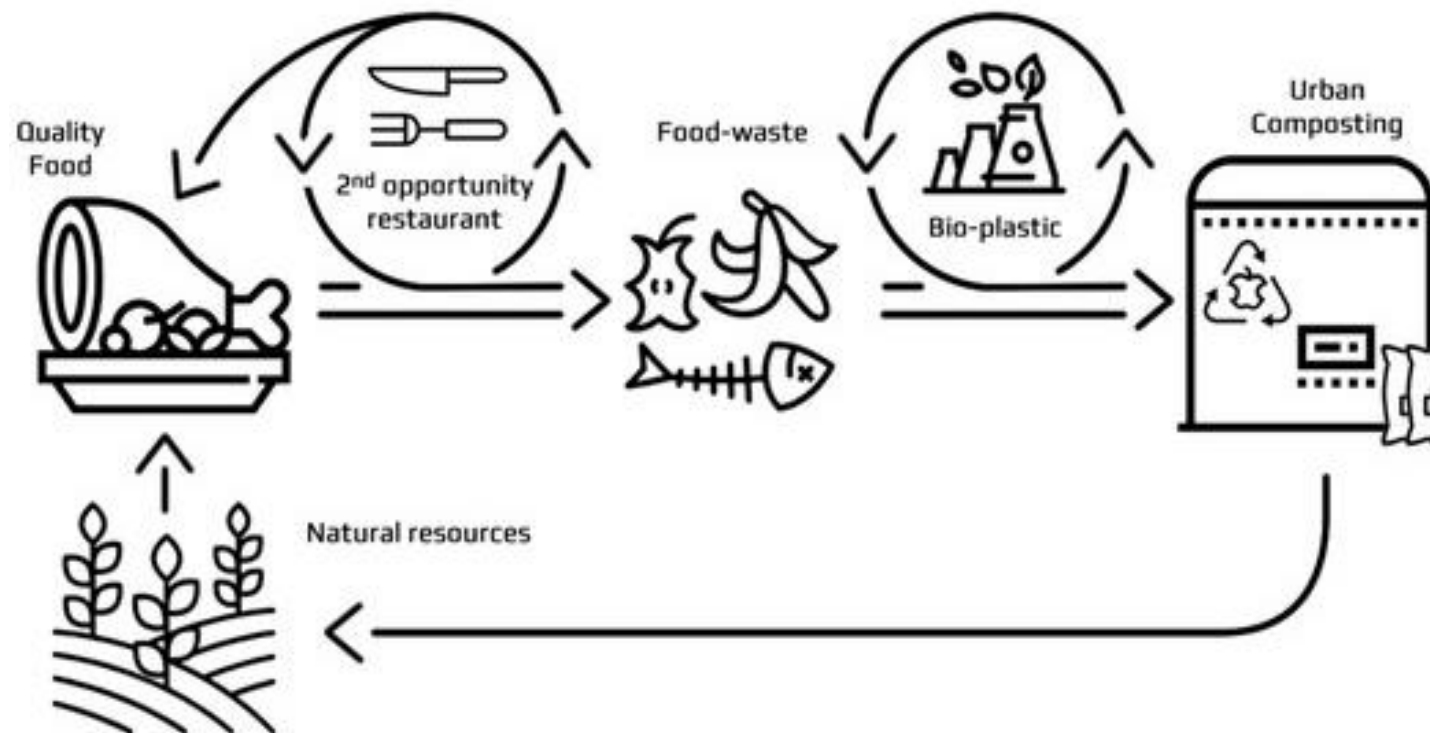 Quality
Food
2nd opportunity
restaurant
Food-waste
Bio-plastic
Urban
Composting
Natural resources